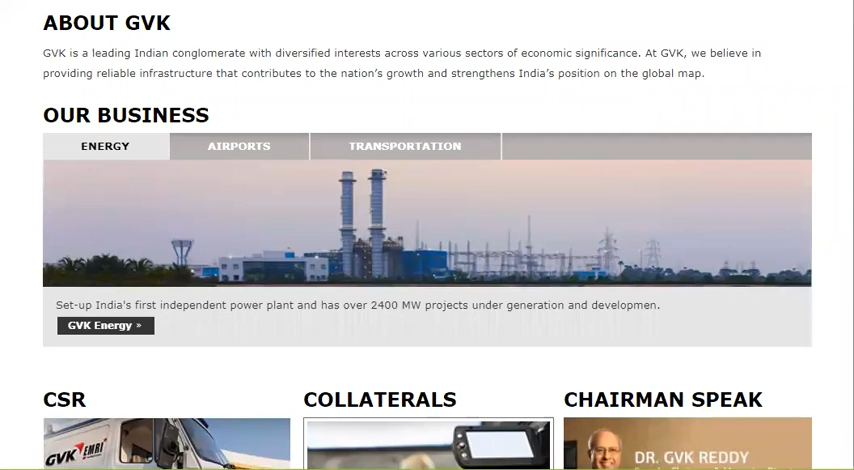 ABOUT GVK
GVK is a leading Indian conglomerate with diversified interests across various sectors of economic significance. At GVK, we believe in
providing reliable infrastructure that contributes to the nation's growth and strengthens India's position on the global map.
OUR BUSINESS
ENERGY AIRPORTS TRANSPORTATION
Set-up India's first independent power plant and has over 2400 MW projects under generation and developmen.
GVK Energy »
CSR COLLATERALS CHAIRMAN SPEAK
GVK EMRI
DR. GVK REDDY